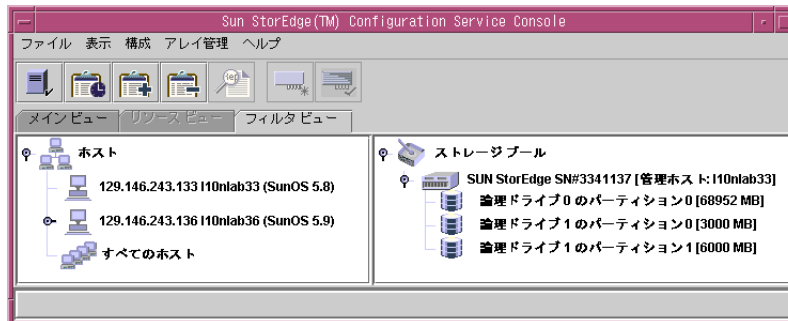 Sun StorEdge(TM) Configuration Service Console
ファイル 表示 構成 アレイ管理 ヘルプ
メインビュー リソース ビュー フィルタ ビュー
ホスト
129.146.243.133 l10nlab33 (SunOS 5.8)
129.146.243.136 l10nlab36 (SunOS 5.9)
すべてのホスト
ストレージ プール
SUN StorEdge SN#3341137 [管理ホスト: l10nlab33]
論理ドライブ 0 のパーティション 0 [68952 MB]
論理ドライブ 1 のパーティション 0 [3000 MB]
論理ドライブ 1 のパーティション 1 [6000 MB]